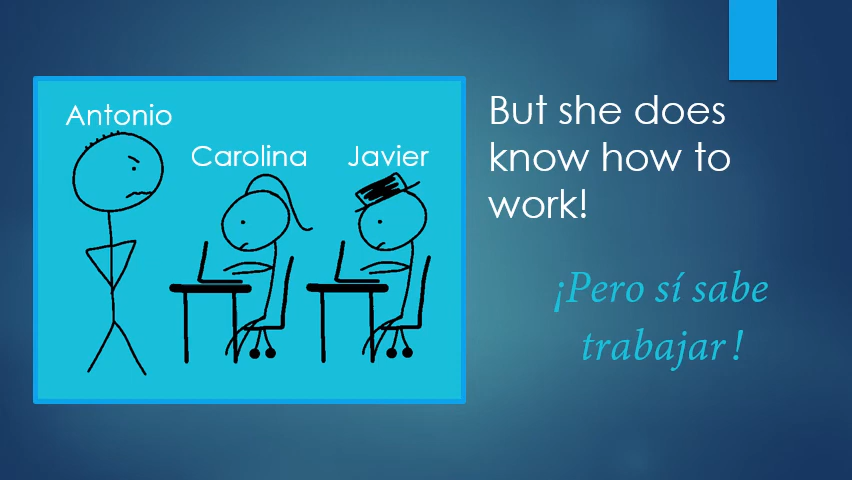 Antonio
Carolina
Javier
But she does
know how to
work!
¡Pero sí sabe
trabajar!